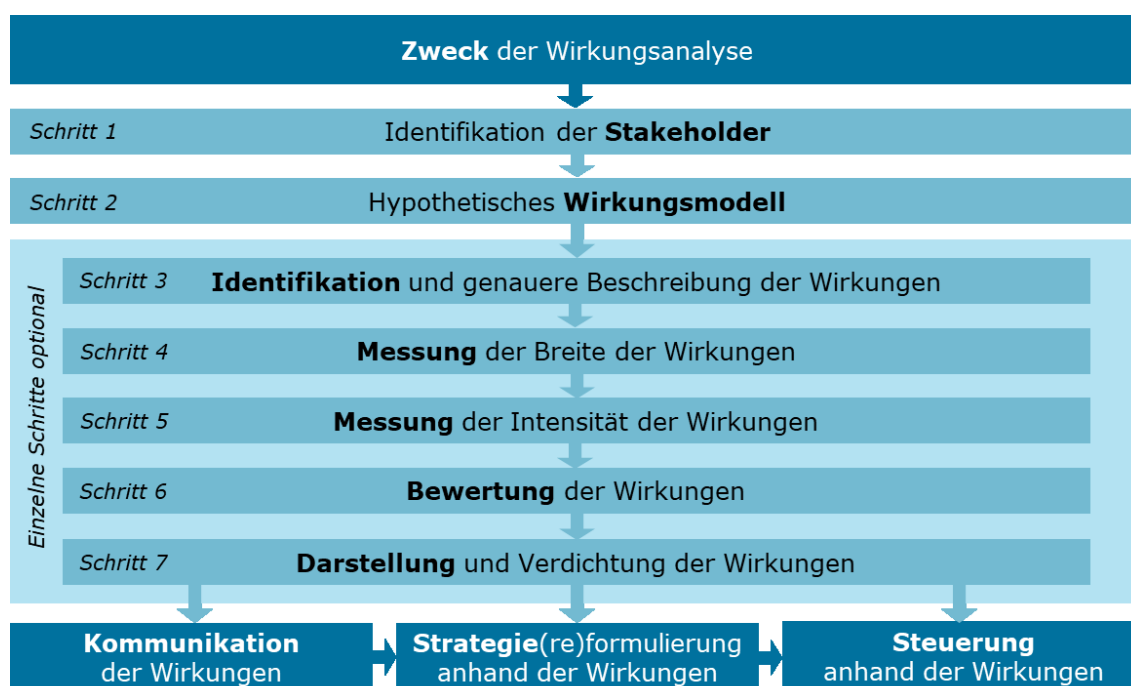 Zweck der Wirkungsanalyse
Schritt 1 Identifikation der Stakeholder
Schritt 2 Hypothetisches Wirkungsmodell
Einzelne Schritte optional
Schritt 3 Identifikation und genauere Beschreibung der Wirkungen
Schritt 4 Messung der Breite der Wirkungen
Schritt 5 Messung der Intensität der Wirkungen
Schritt 6 Bewertung der Wirkungen
Schritt 7 Darstellung und Verdichtung der Wirkungen
Kommunikation
der Wirkungen
Strategie(re)formulierung
anhand der Wirkungen
Steuerung
anhand der Wirkungen